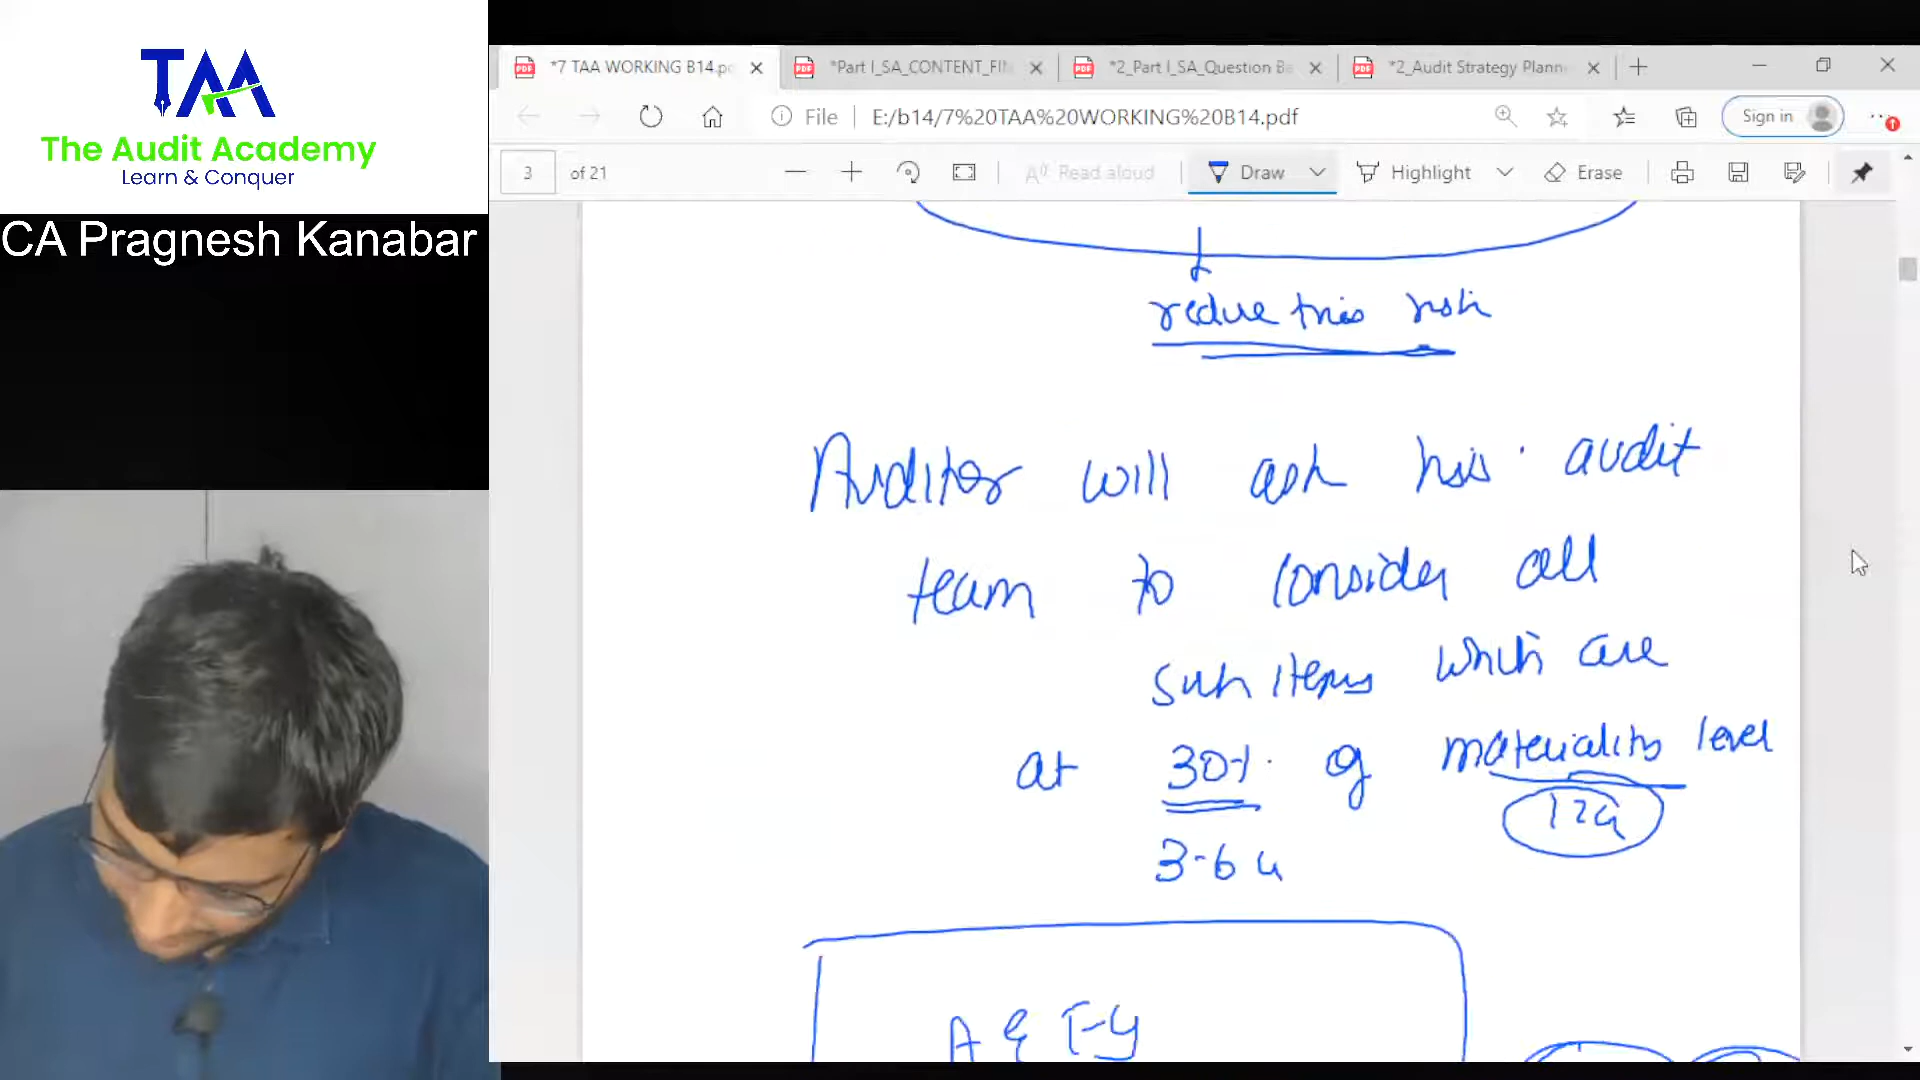 TAA
The Audit Academy
Learn & Conquer
CA Pragnesh Kanabar
*7 TAA WORKING B14.p
*Part I_SA_CONTENT_FIN
*2_Part I_SA_Question Ba
*2_Audit Strategy Plann
File
E:/b14/7%20TAA%20WORKING%20B14.pdf
Sign in
3 of 21
Read aloud
Draw
Highlight
Erase
reduce this risk
Auditor will ask his audit
team to consider all
such items which are
at 30% of materiality level
12
3.6
A &